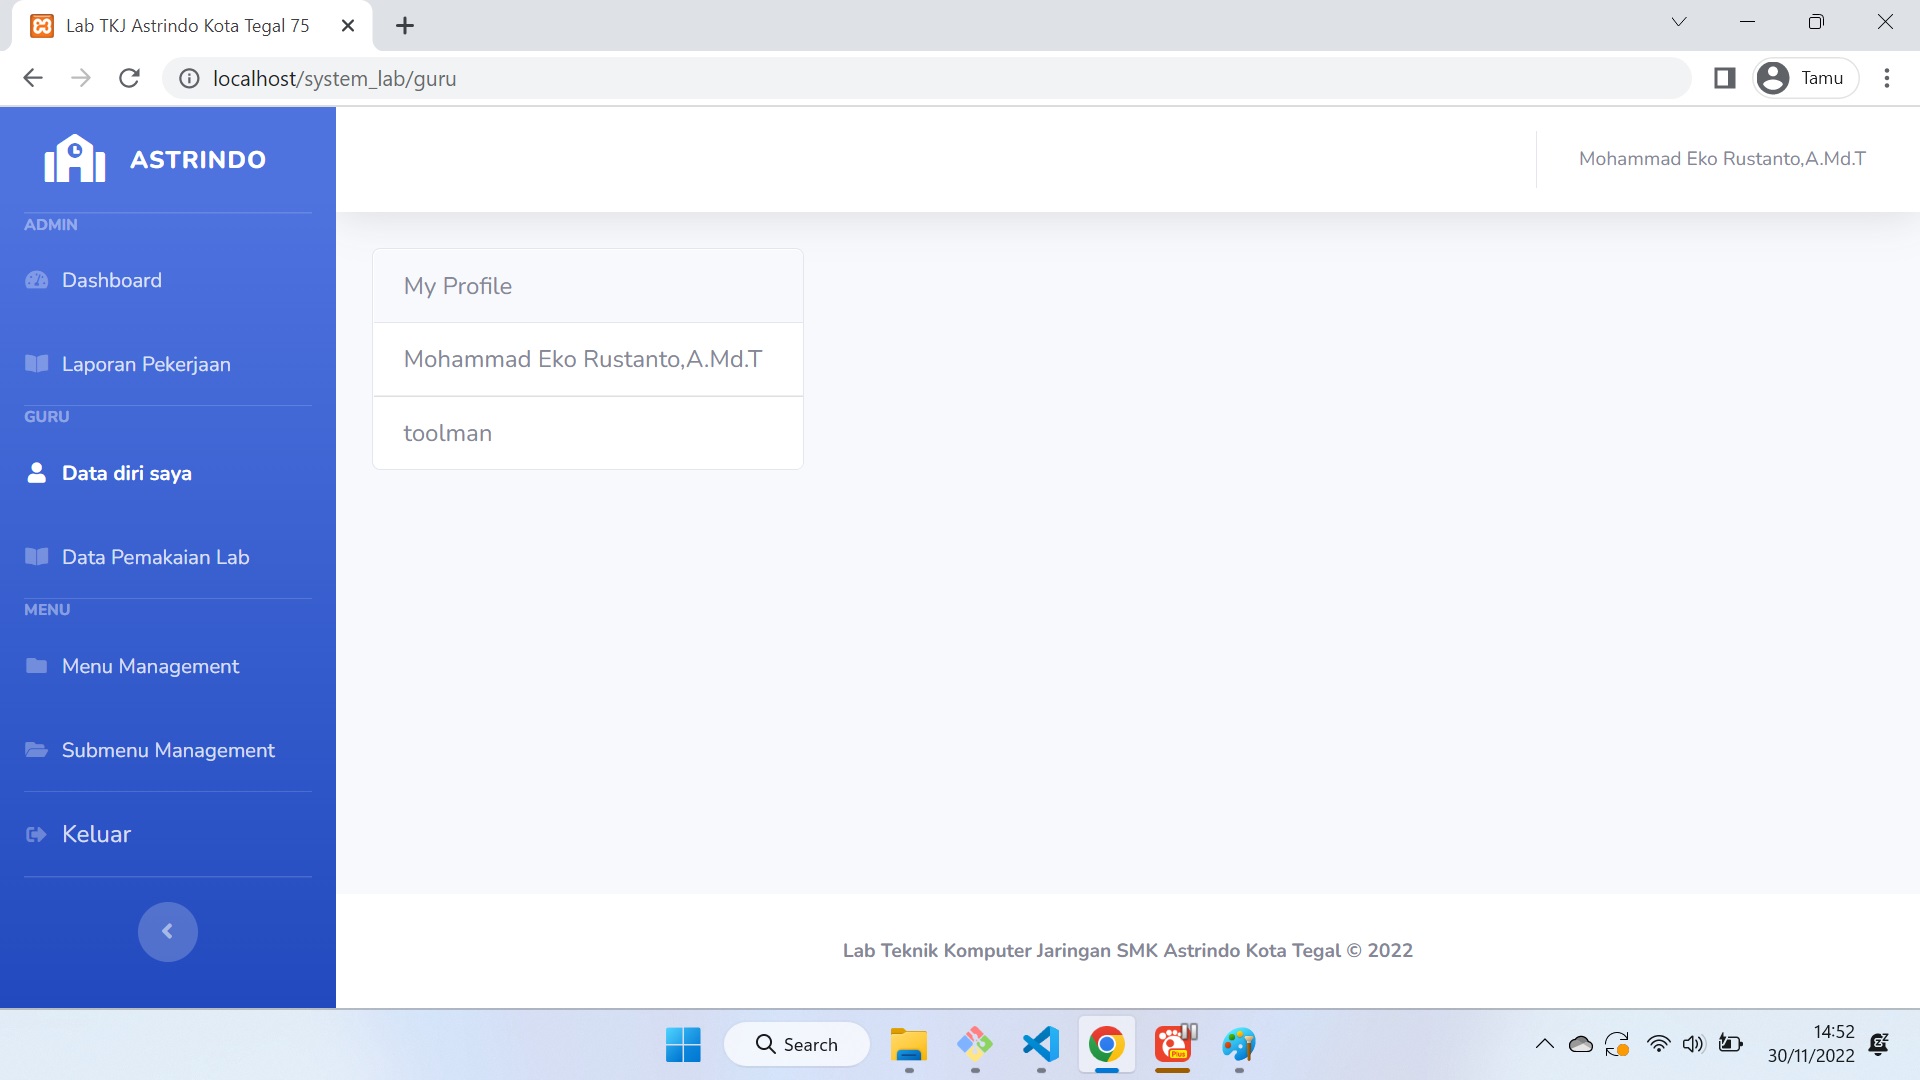 Lab TKJ Astrindo Kota Tegal 75
localhost/system_lab/guru
Tamu
ASTRINDO
Mohammad Eko Rustanto,A.Md.T
ADMIN
Dashboard
Laporan Pekerjaan
GURU
Data diri saya
Data Pemakaian Lab
MENU
Menu Management
Submenu Management
Keluar
My Profile
Mohammad Eko Rustanto,A.Md.T
toolman
Lab Teknik Komputer Jaringan SMK Astrindo Kota Tegal © 2022
Search
Plus
14:52
30/11/2022